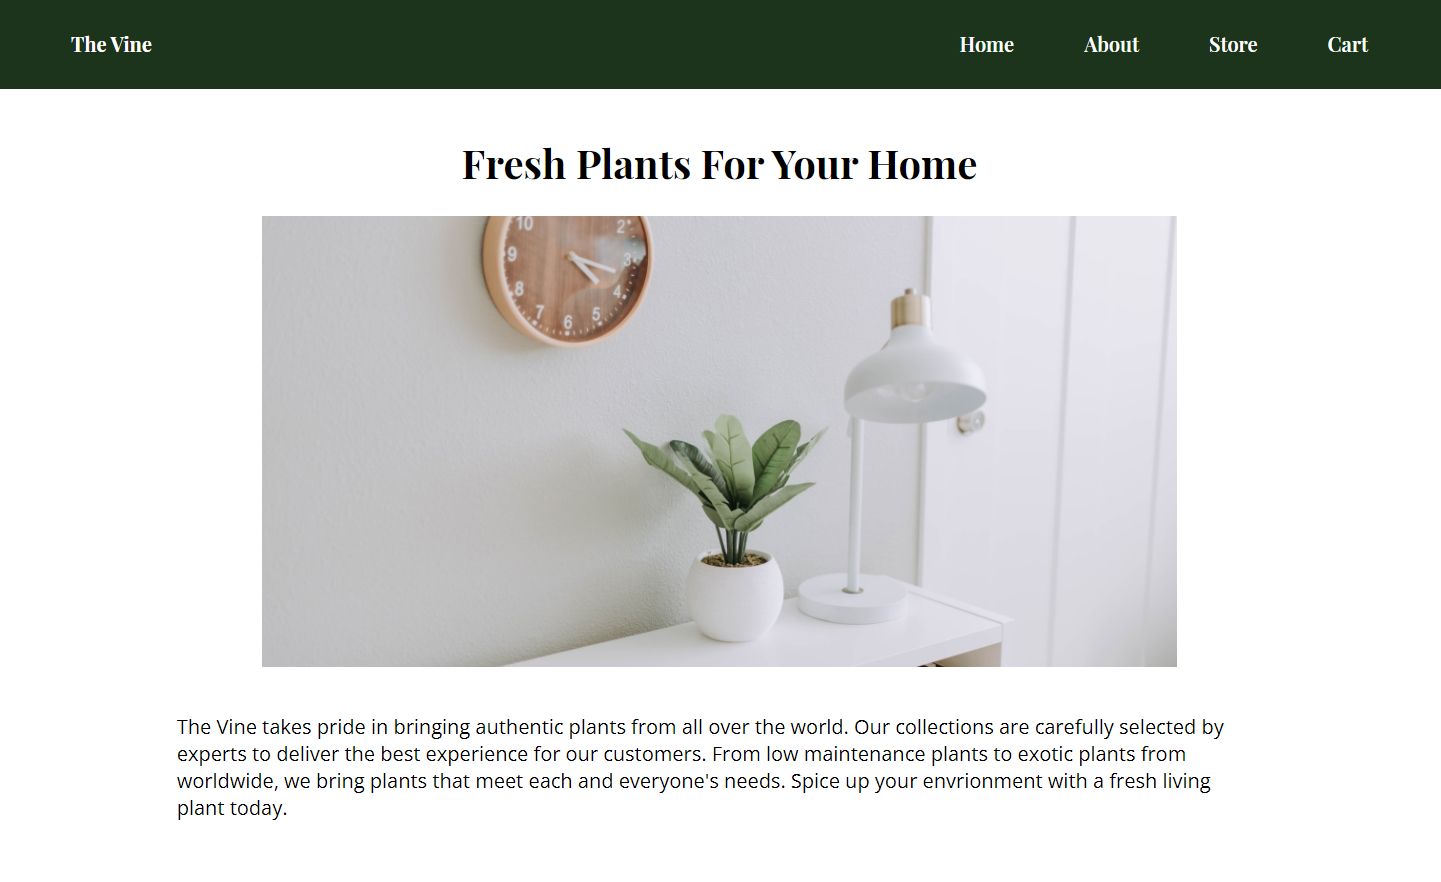 The Vine Home About Store Cart
Fresh Plants For Your Home
10 2
9 3
8 4
7 6 5
The Vine takes pride in bringing authentic plants from all over the world. Our collections are carefully selected by
experts to deliver the best experience for our customers. From low maintenance plants to exotic plants from
worldwide, we bring plants that meet each and everyone's needs. Spice up your envrionment with a fresh living
plant today.